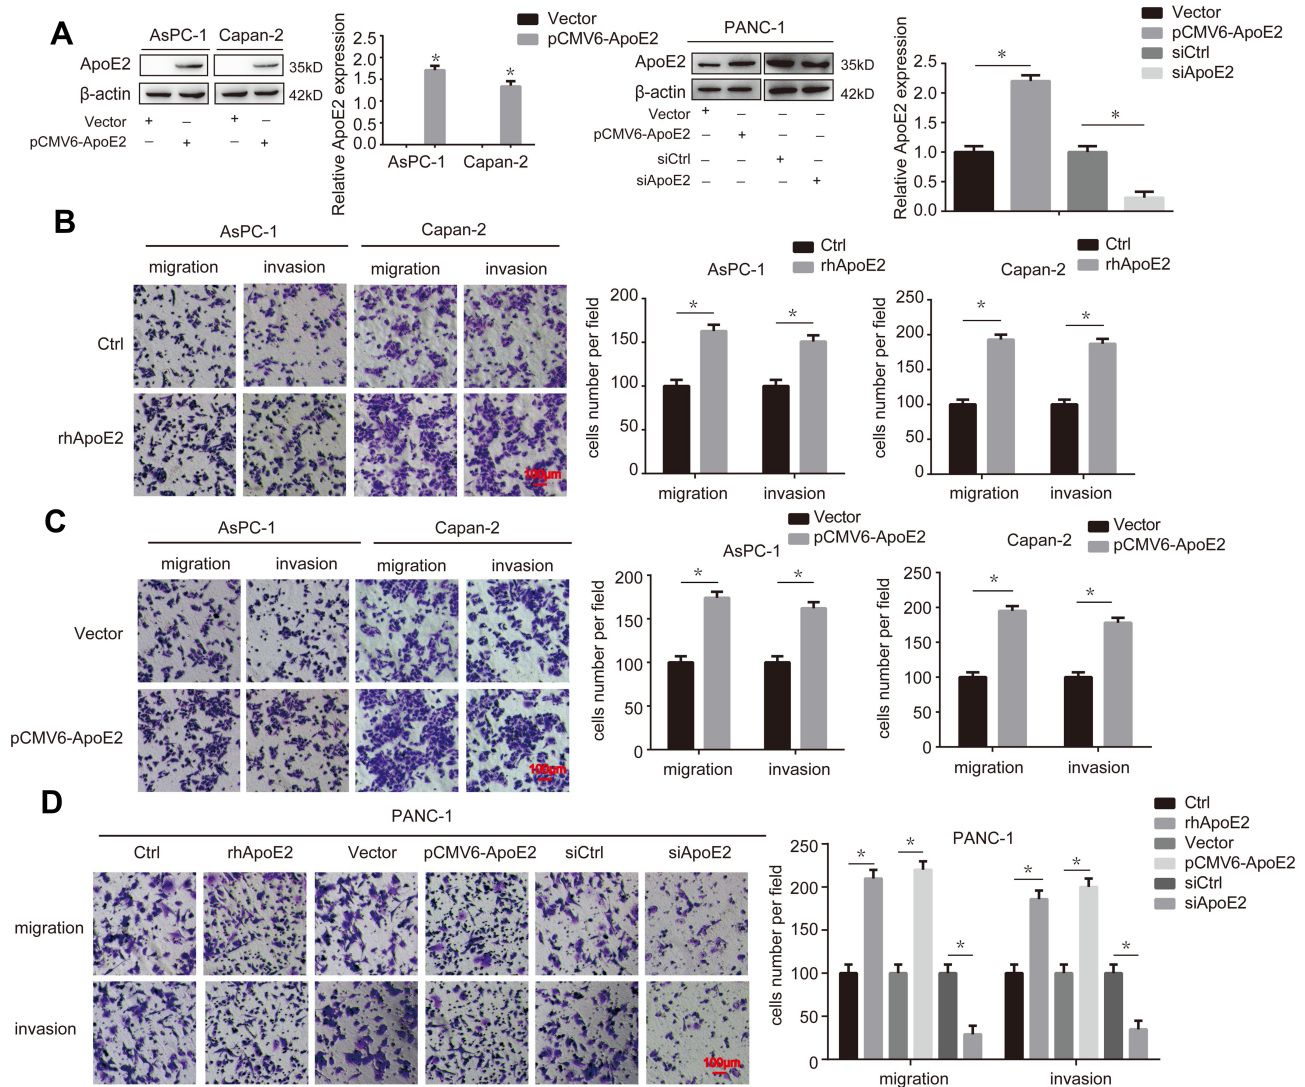 A
AsPC-1 Capan-2
ApoE2 35kD
β-actin 42kD
Vector + − + −
pCMV6-ApoE2 − + − +
Relative ApoE2 expression
2.5
2.0
1.5
1.0
0.5
0.0
* *
AsPC-1 Capan-2
Vector
pCMV6-ApoE2
PANC-1
ApoE2 35kD
β-actin 42kD
Vector + − − −
pCMV6-ApoE2 − + − −
siCtrl − − + −
siApoE2 − − − +
Relative ApoE2 expression
2.5
2.0
1.5
1.0
0.5
0.0
* *
Vector
pCMV6-ApoE2
siCtrl
siApoE2
B
AsPC-1 Capan-2
migration invasion migration invasion
Ctrl
rhApoE2
100μm
AsPC-1
Ctrl
rhApoE2
cells number per field
200
150
100
50
0
* *
migration invasion
Capan-2
Ctrl
rhApoE2
cells number per field
250
200
150
100
50
0
* *
migration invasion
C
AsPC-1 Capan-2
migration invasion migration invasion
Vector
pCMV6-ApoE2
100μm
AsPC-1
Vector
pCMV6-ApoE2
cells number per field
200
150
100
50
0
* *
migration invasion
Capan-2
Vector
pCMV6-ApoE2
cells number per field
250
200
150
100
50
0
* *
migration invasion
D
PANC-1
Ctrl rhApoE2 Vector pCMV6-ApoE2 siCtrl siApoE2
migration
invasion
100μm
PANC-1
cells number per field
250
200
150
100
50
0
* * * * * *
migration invasion
Ctrl
rhApoE2
Vector
pCMV6-ApoE2
siCtrl
siApoE2